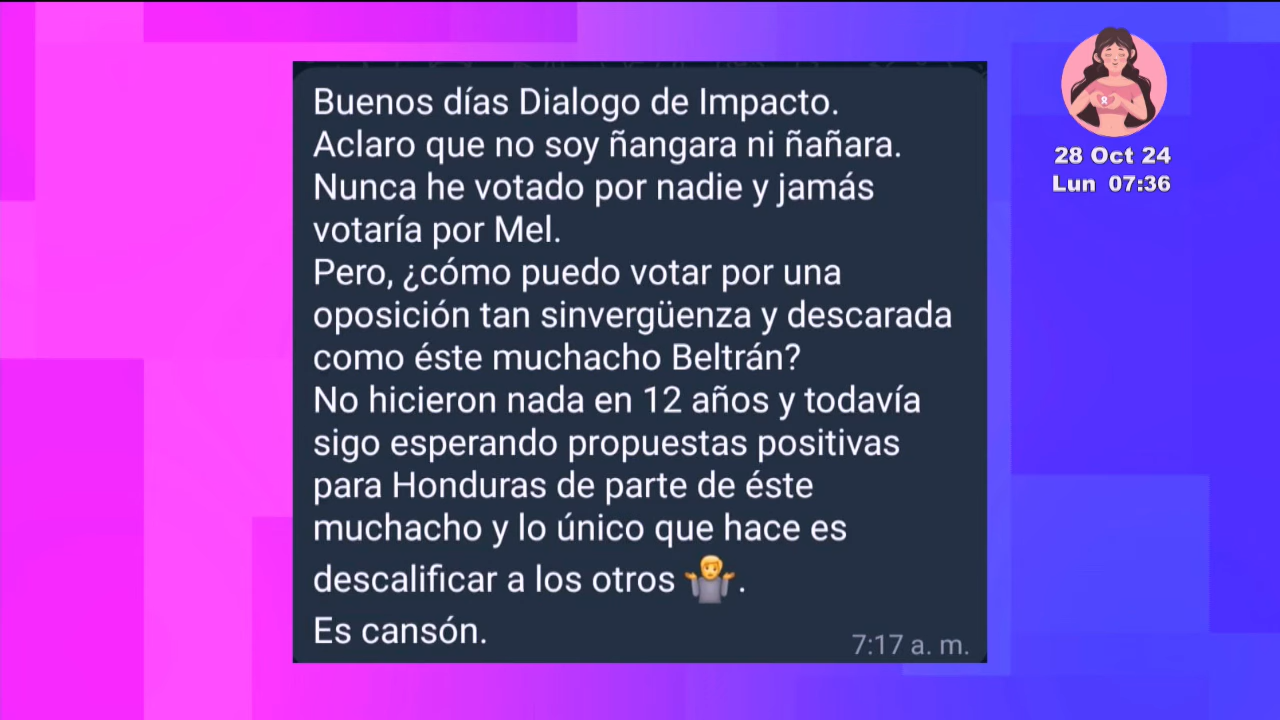 Buenos días Dialogo de Impacto.
Aclaro que no soy ñangara ni ñañara.
Nunca he votado por nadie y jamás
votaría por Mel.
Pero, ¿cómo puedo votar por una
oposición tan sinvergüenza y descarada
como éste muchacho Beltrán?
No hicieron nada en 12 años y todavía
sigo esperando propuestas positivas
para Honduras de parte de éste
muchacho y lo único que hace es
descalificar a los otros 🤷‍♂️.
Es cansón.
7:17 a. m.
28 Oct 24
Lun 07:36